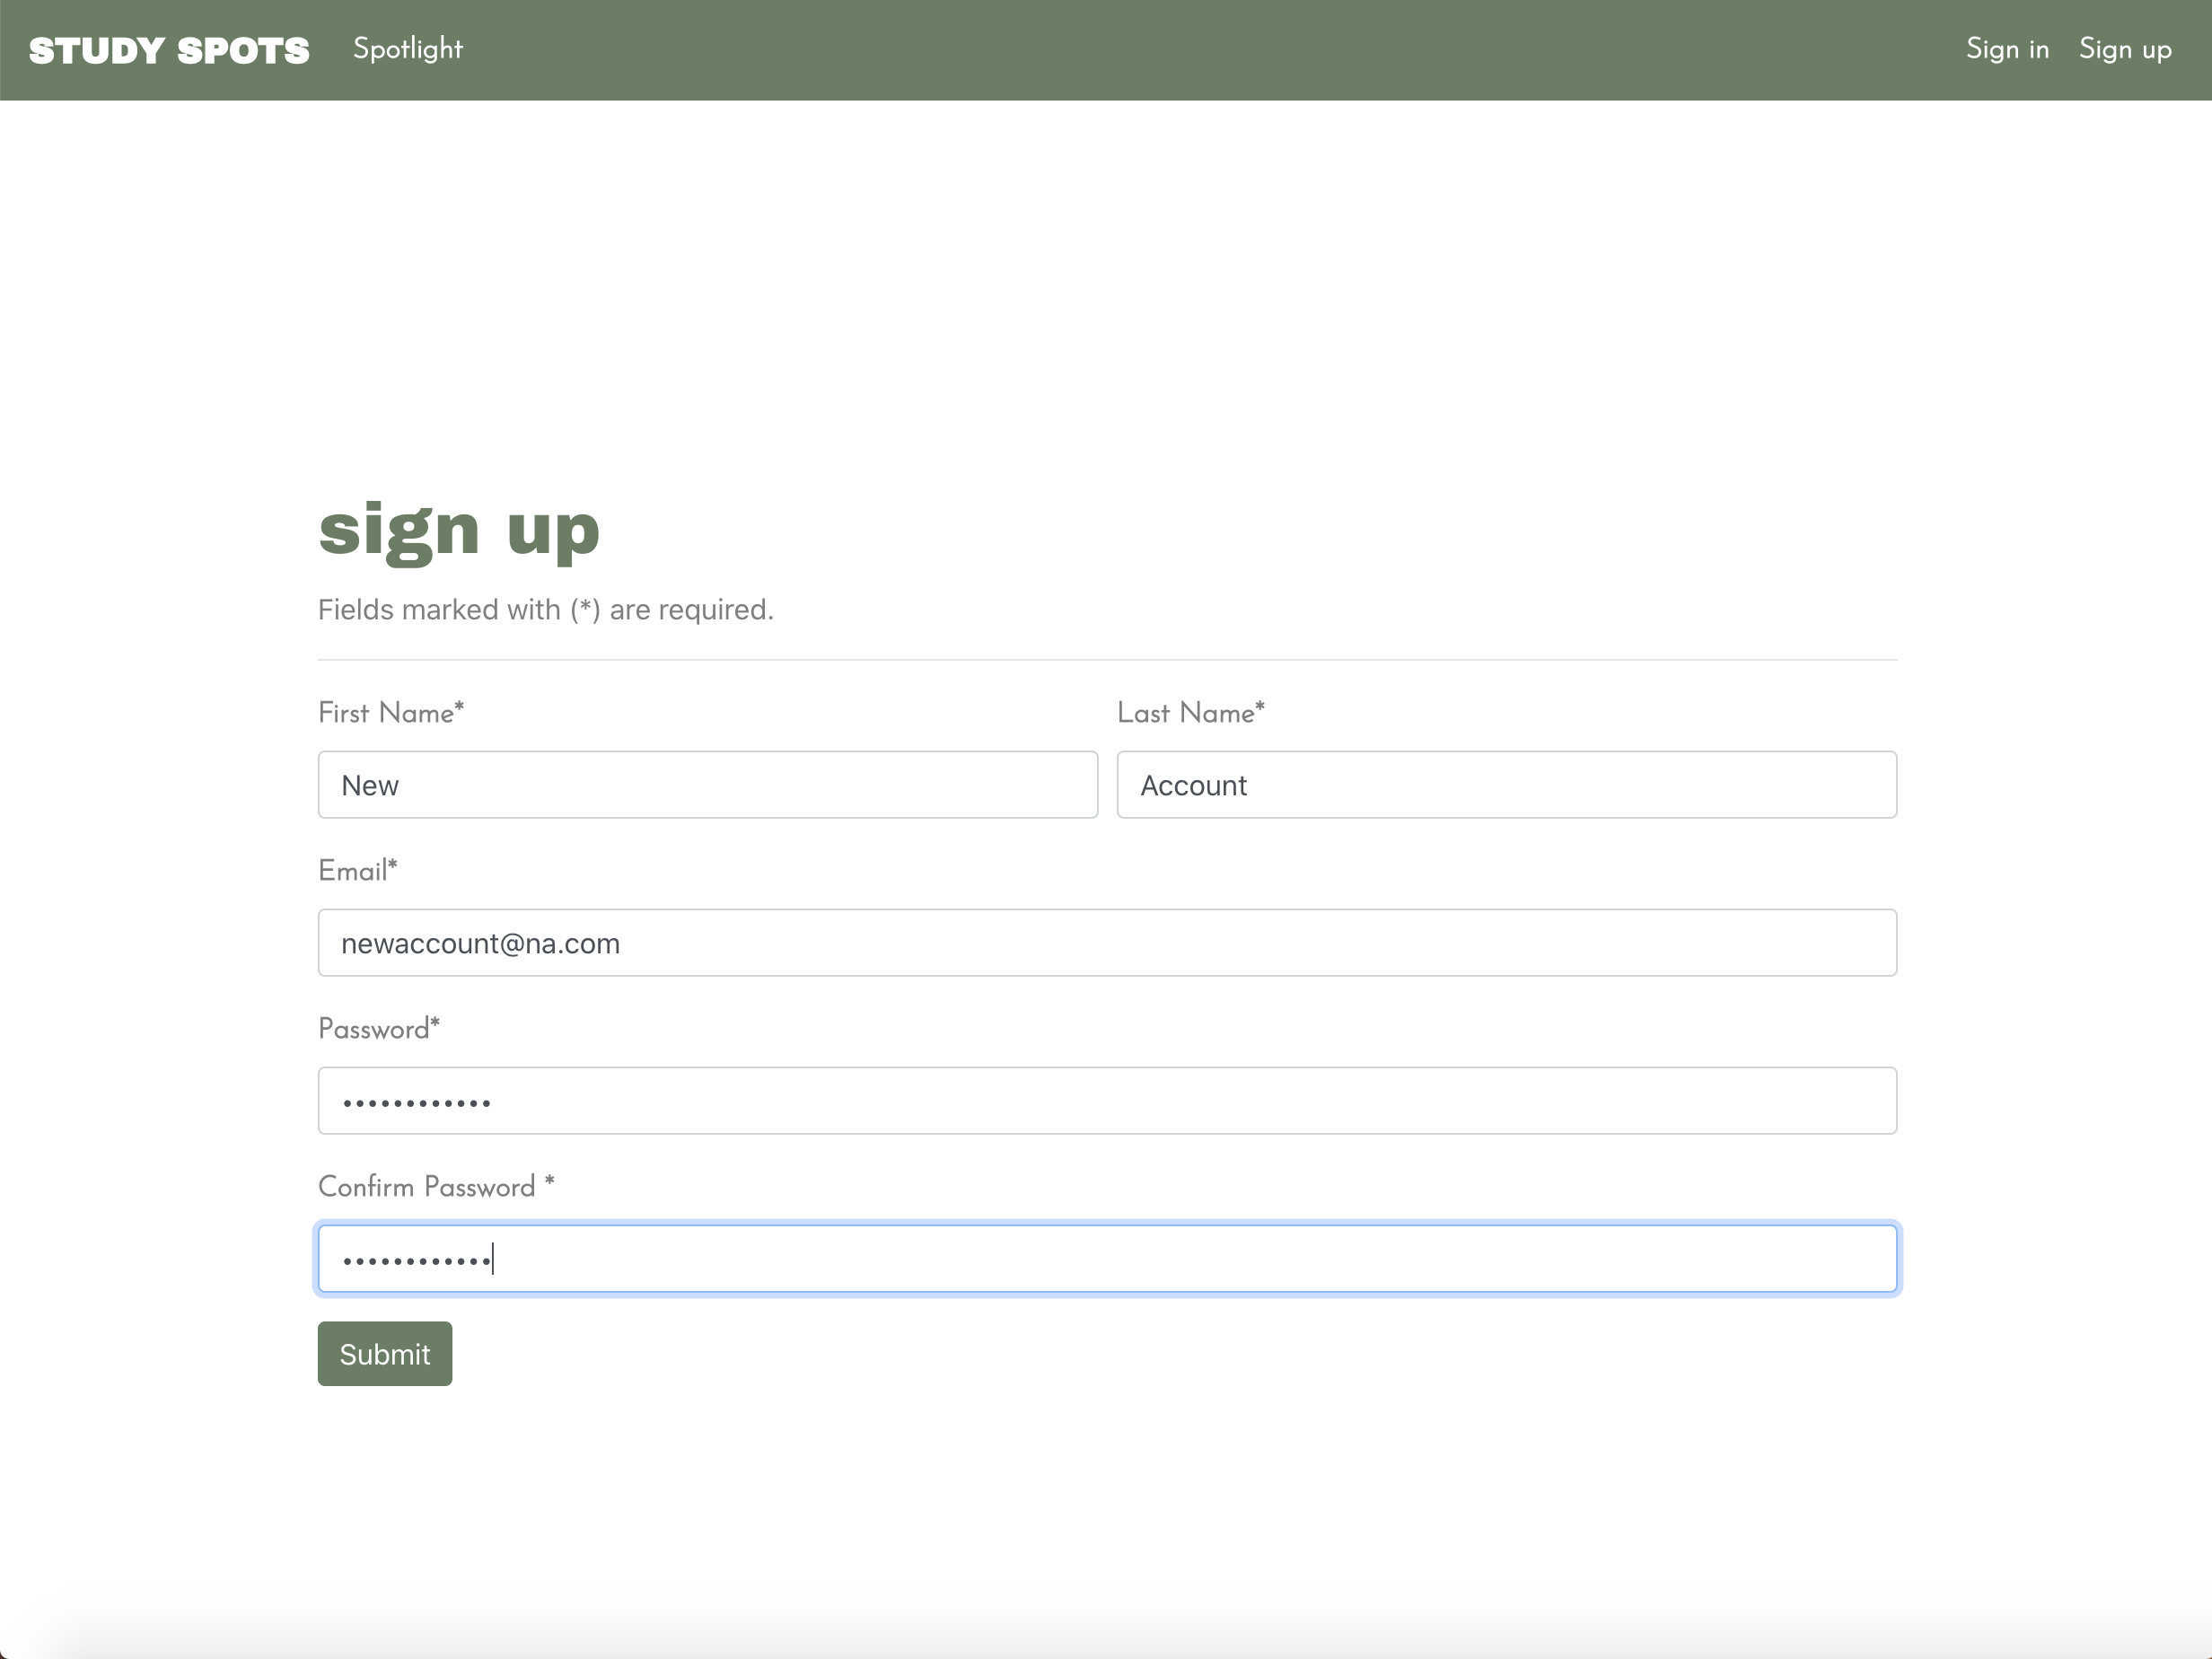 STUDY SPOTS Spotlight Sign in Sign up
sign up
Fields marked with (*) are required.
First Name* Last Name*
New Account
Email*
newaccount@na.com
Password*
••••••••••••
Confirm Password *
••••••••••••
Submit